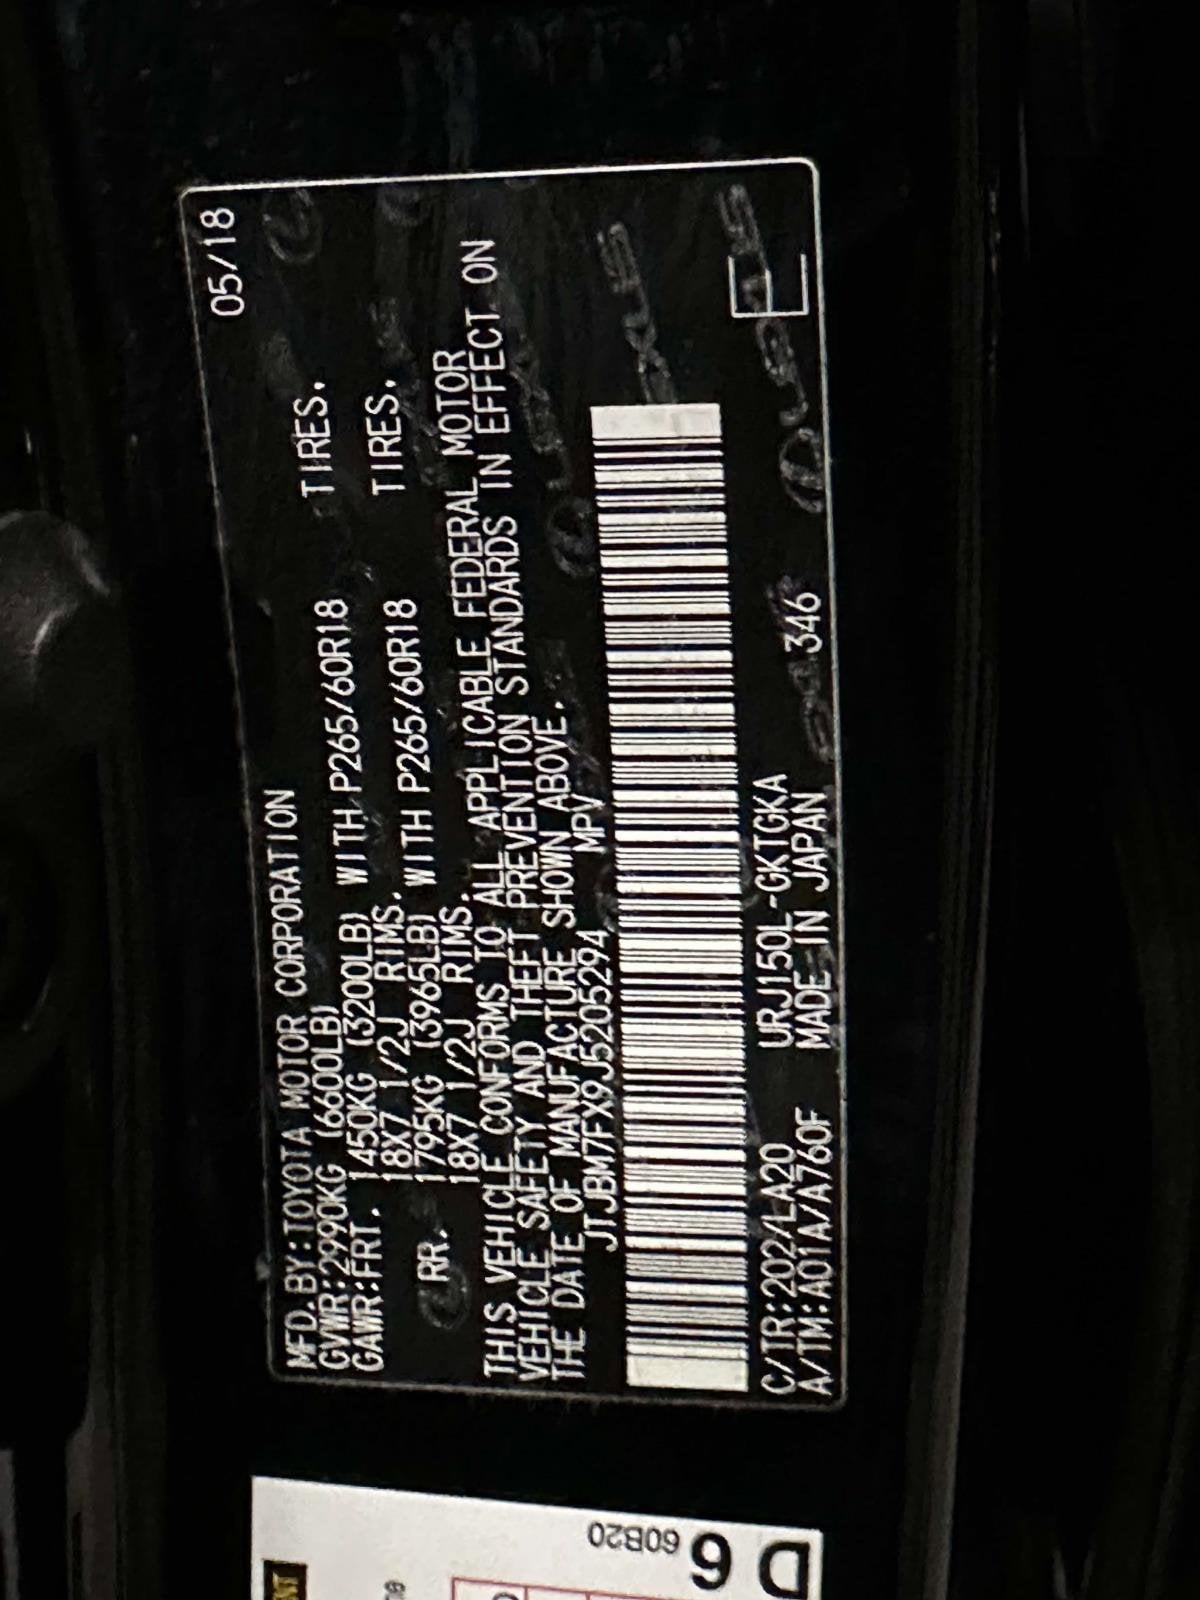 05/18
MFD.BY:TOYOTA MOTOR CORPORATION
GVWR:2990KG (6600LB)
GAWR:FRT. 1450KG (3200LB) WITH P265/60R18 TIRES.
18X7 1/2J RIMS.
RR. 1795KG (3965LB) WITH P265/60R18 TIRES.
18X7 1/2J RIMS.
THIS VEHICLE CONFORMS TO ALL APPLICABLE FEDERAL MOTOR
VEHICLE SAFETY AND THEFT PREVENTION STANDARDS IN EFFECT ON
THE DATE OF MANUFACTURE SHOWN ABOVE.
JTJBM7FX9J5205294 MPV
C/TR:202/LA20 URJ150L-GKTGKA 346
A/TM:A01A/A760F MADE IN JAPAN
60B20
D 6